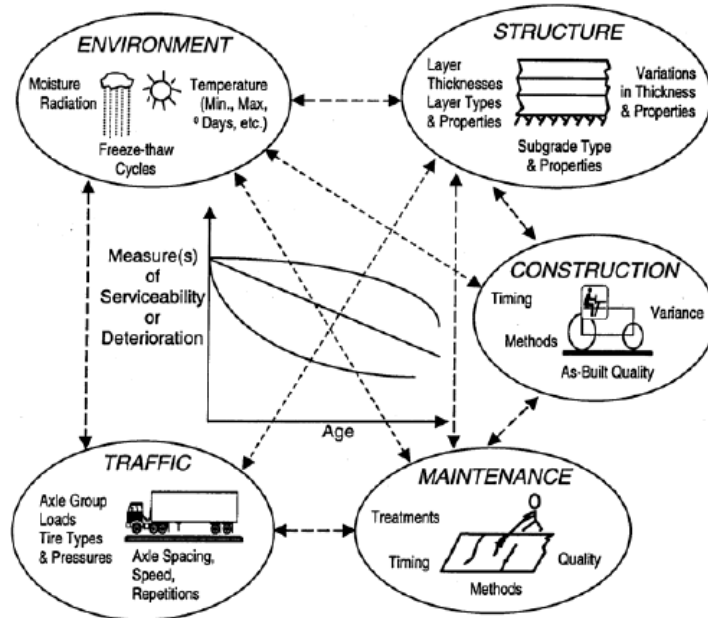 ENVIRONMENT
Moisture
Radiation
Temperature
(Min., Max,
º Days, etc.)
Freeze-thaw
Cycles
STRUCTURE
Layer
Thicknesses
Layer Types
& Properties
Variations
in Thickness
& Properties
Subgrade Type
& Properties
Measure(s)
of
Serviceability
or
Deterioration
Age
CONSTRUCTION
Timing
Variance
Methods
As-Built Quality
TRAFFIC
Axle Group
Loads
Tire Types
& Pressures
Axle Spacing,
Speed,
Repetitions
MAINTENANCE
Treatments
Timing
Quality
Methods